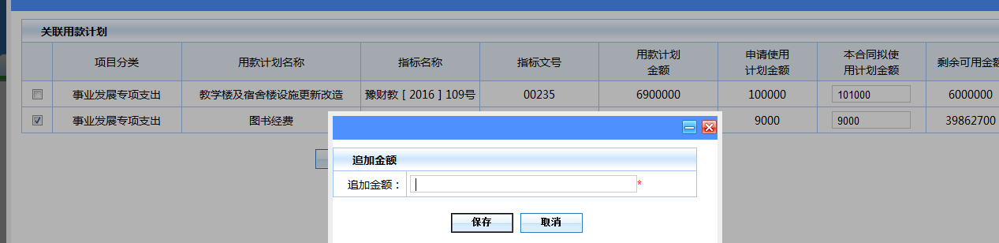 关联用款计划
项目分类
用款计划名称
指标名称
指标文号
用款计划
金额
申请使用
计划金额
本合同拟使
用计划金额
剩余可用金额
事业发展专项支出
教学楼及宿舍楼设施更新改造
豫财教 [ 2016 ] 109号
00235
6900000
100000
101000
6000000
事业发展专项支出
图书经费
9000
9000
39862700
追加金额
追加金额：
*
保存
取消